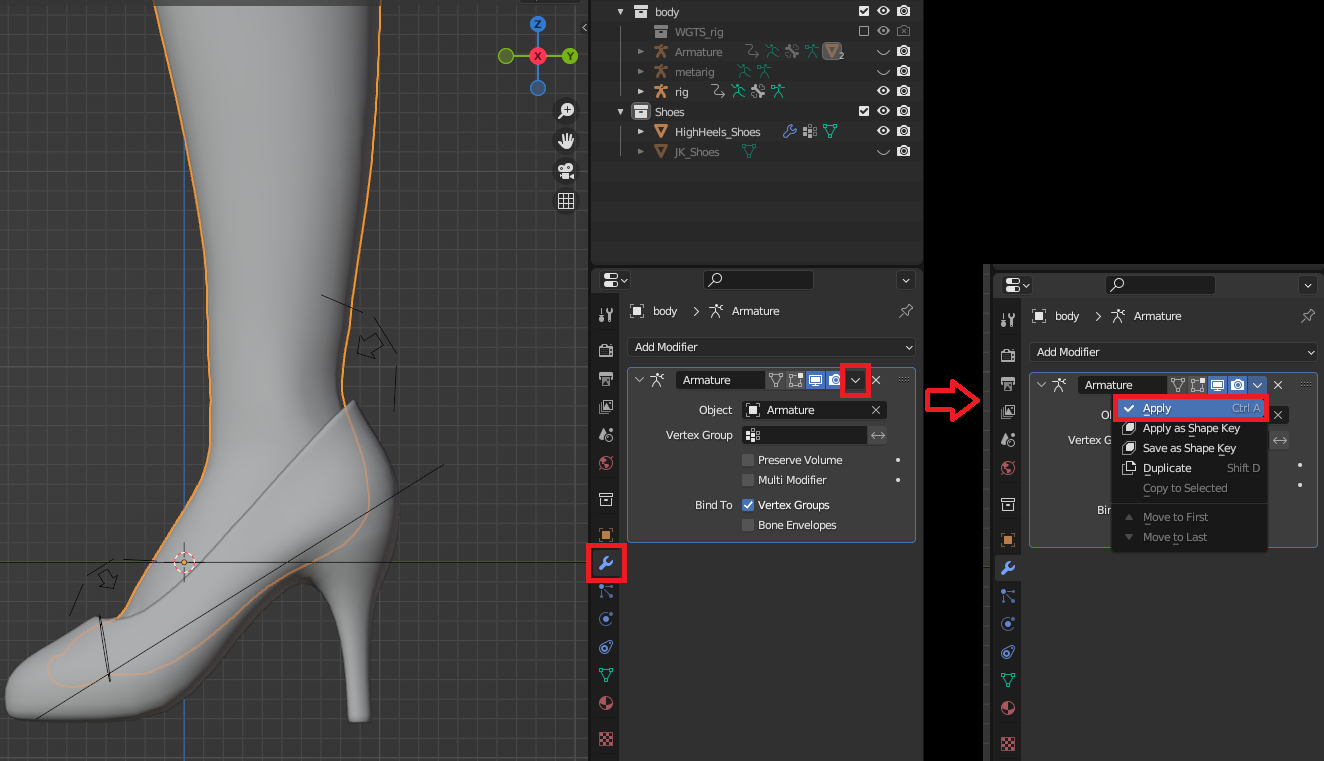 Z
X
Y
body
WGTS_rig
Armature
2
metarig
rig
Shoes
HighHeels_Shoes
JK_Shoes
body > Armature
Add Modifier
Armature
Object Armature
Vertex Group
Preserve Volume
Multi Modifier
Bind To Vertex Groups
Bone Envelopes
body > Armature
Add Modifier
Armature
Apply Ctrl A
Apply as Shape Key
Save as Shape Key
Duplicate Shift D
Copy to Selected
Move to First
Move to Last
Vertex G
Bin